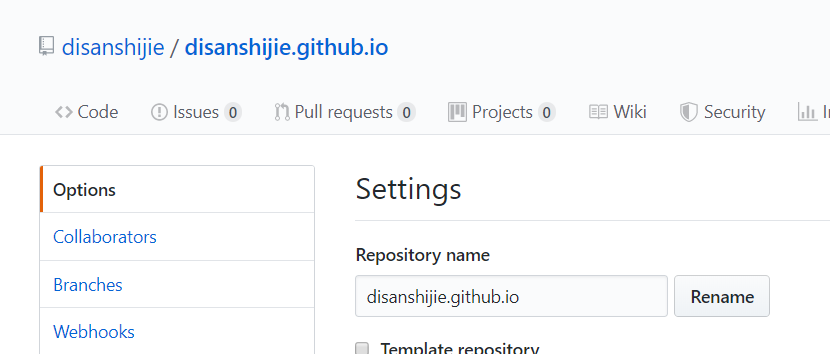 disanshijie / disanshijie.github.io
Code Issues 0 Pull requests 0 Projects 0 Wiki Security
Options
Settings
Collaborators
Repository name
Branches
disanshijie.github.io Rename
Webhooks
Template repository